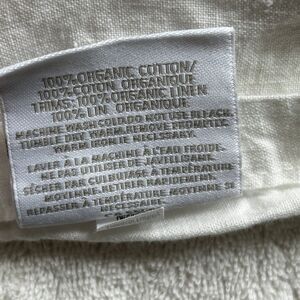 100% ORGANIC COTTON/
100% COTON ORGANIQUE
TRIMS: 100% ORGANIC LINEN
100% LIN ORGANIQUE.
MACHINE WASH COLD. DO NOT USE BLEACH.
TUMBLE DRY WARM. REMOVE PROMPTLY.
WARM IRON IF NECESSARY.
LAVER A LA MACHINE À L'EAU FROIDE.
NE PAS UTILISER DE JAVELLISANT.
SÉCHER PAR CULBUTAGE À TEMPÉRATURE
MOYENNE. RETIRER RAPIDEMENT.
REPASSER À TEMPÉRATURE MOYENNE SI
NÉCESSAIRE.